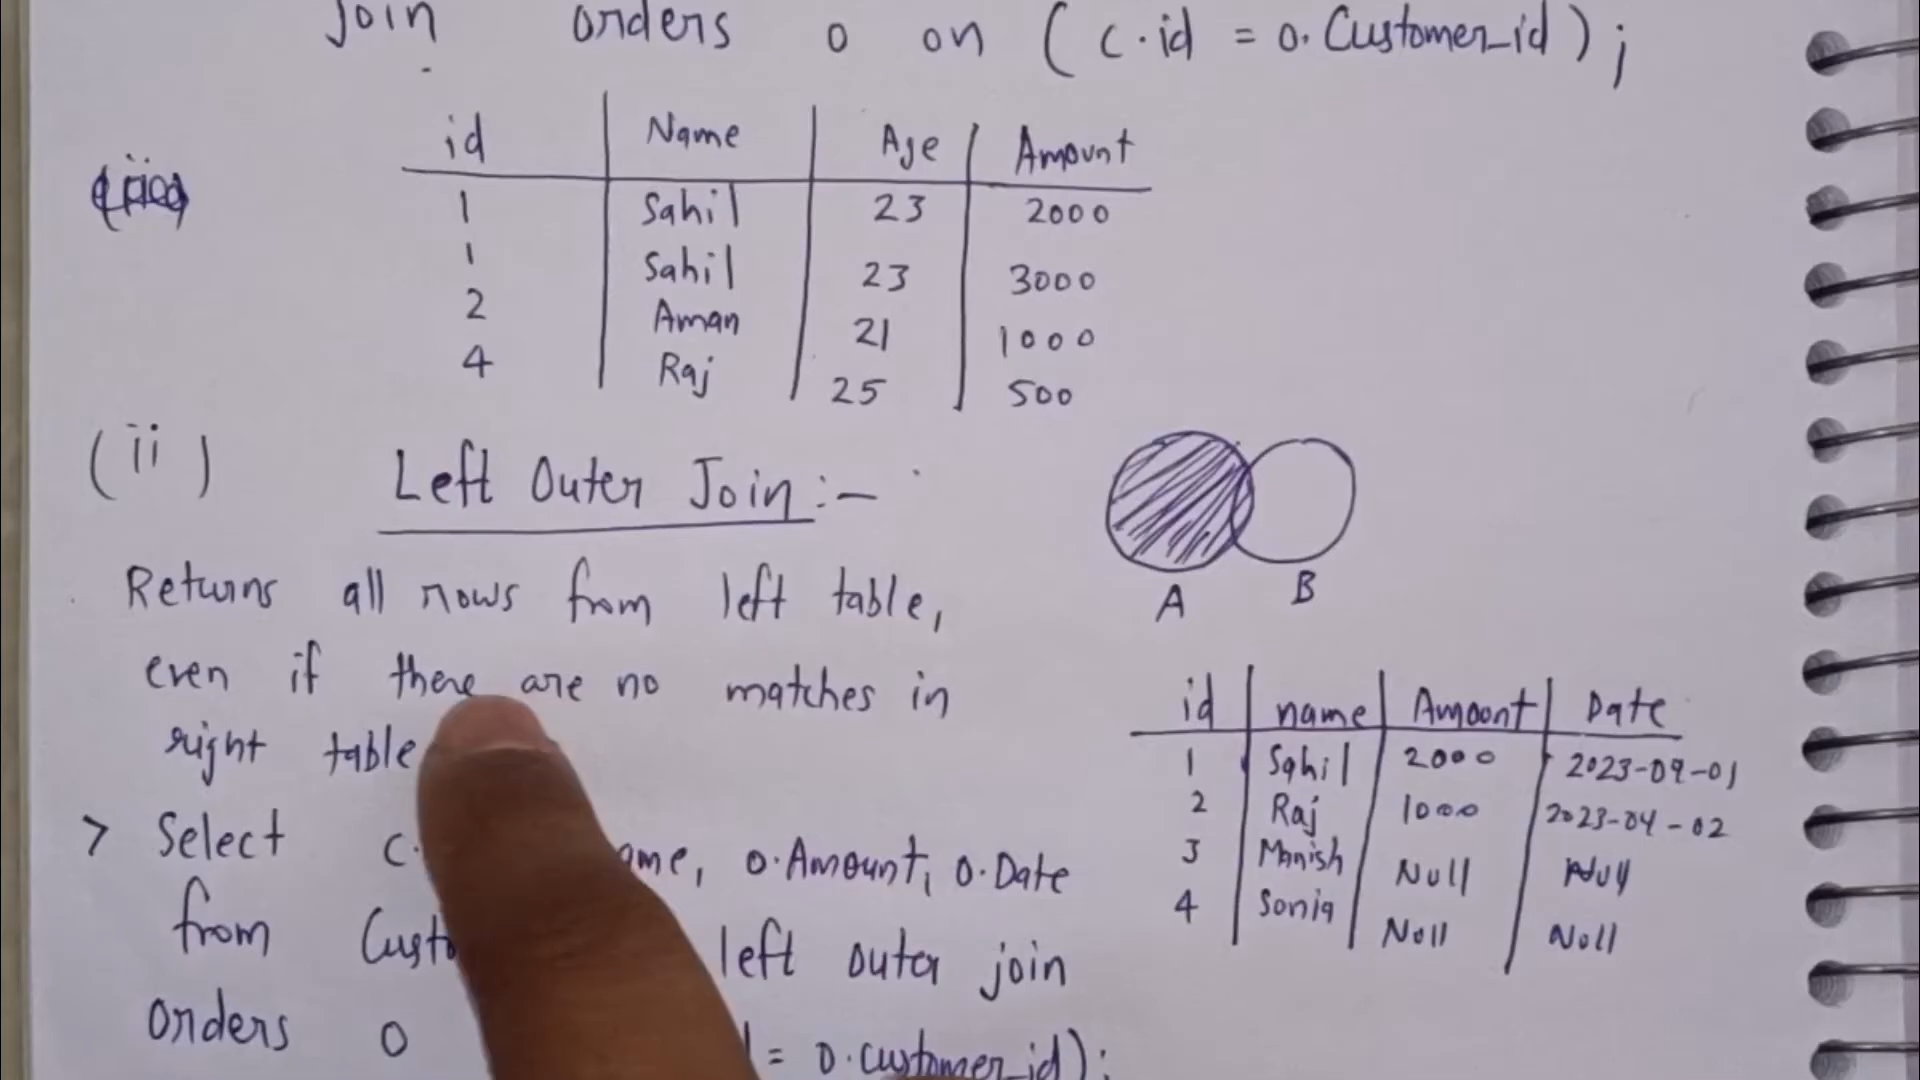 Join orders o on ( c.id = o.Customer_id ) ;
id Name Age Amount
1 Sahil 23 2000
1 Sahil 23 3000
2 Aman 21 1000
4 Raj 25 500
(ii) Left Outer Join :-
A B
Returns all rows from left table,
even if there are no matches in
right table
> Select c. ame, o.Amount, o.Date
from Custo left outer join
orders o = o.customer_id);
id name Amount Date
1 Sahil 2000 2023-09-01
2 Raj 1000 2023-04-02
3 Manish Null Null
4 Sonia Null Null